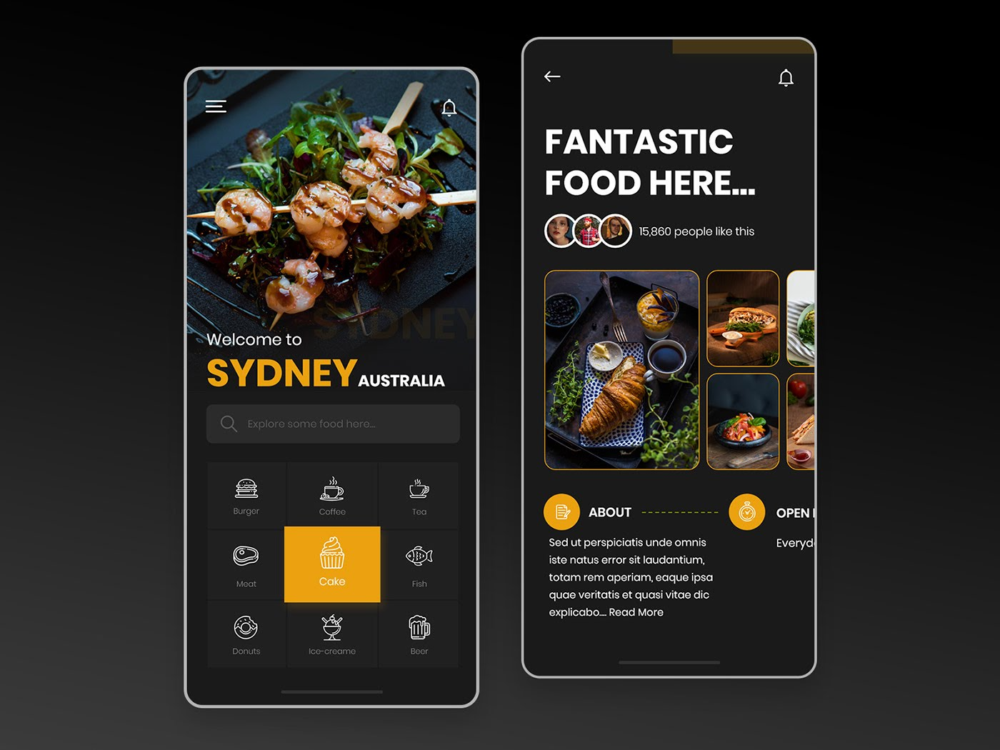 SYDNEY
Welcome to
SYDNEY AUSTRALIA
Explore some food here...
Burger
Coffee
Tea
Meat
Cake
Fish
Donuts
Ice-creame
Beer
FANTASTIC
FOOD HERE...
15,860 people like this
ABOUT
OPEN
Sed ut perspiciatis unde omnis
iste natus error sit laudantium,
totam rem aperiam, eaque ipsa
quae veritatis et quasi vitae dic
explicabo.... Read More
Everyd